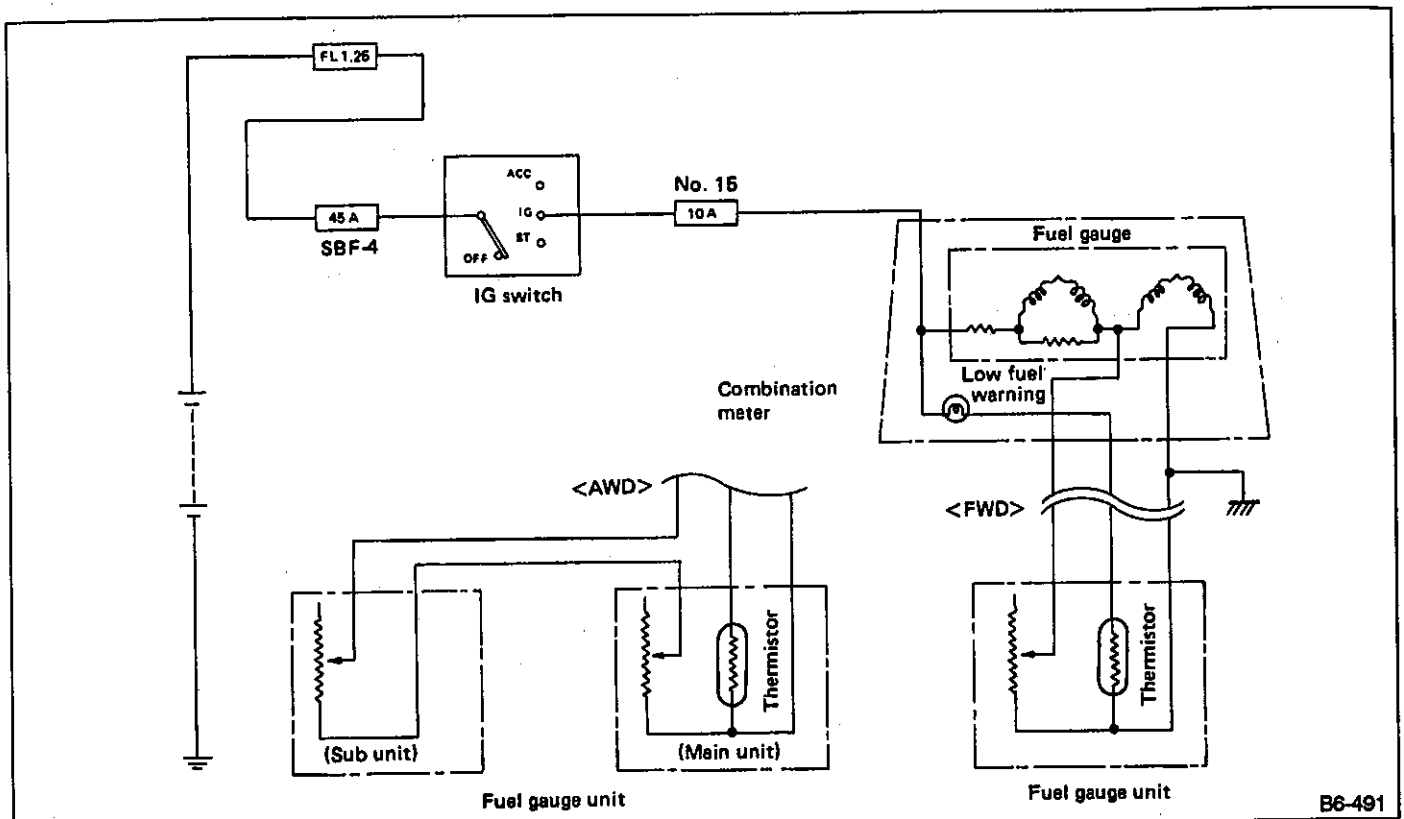 FL 1.25
ACC
IG
ST
OFF
45 A
SBF-4
IG switch
No. 15
10 A
Fuel gauge
Low fuel
warning
Combination
meter
<AWD>
<FWD>
Thermistor
Thermistor
(Sub unit)
(Main unit)
Fuel gauge unit
Fuel gauge unit
B6-491